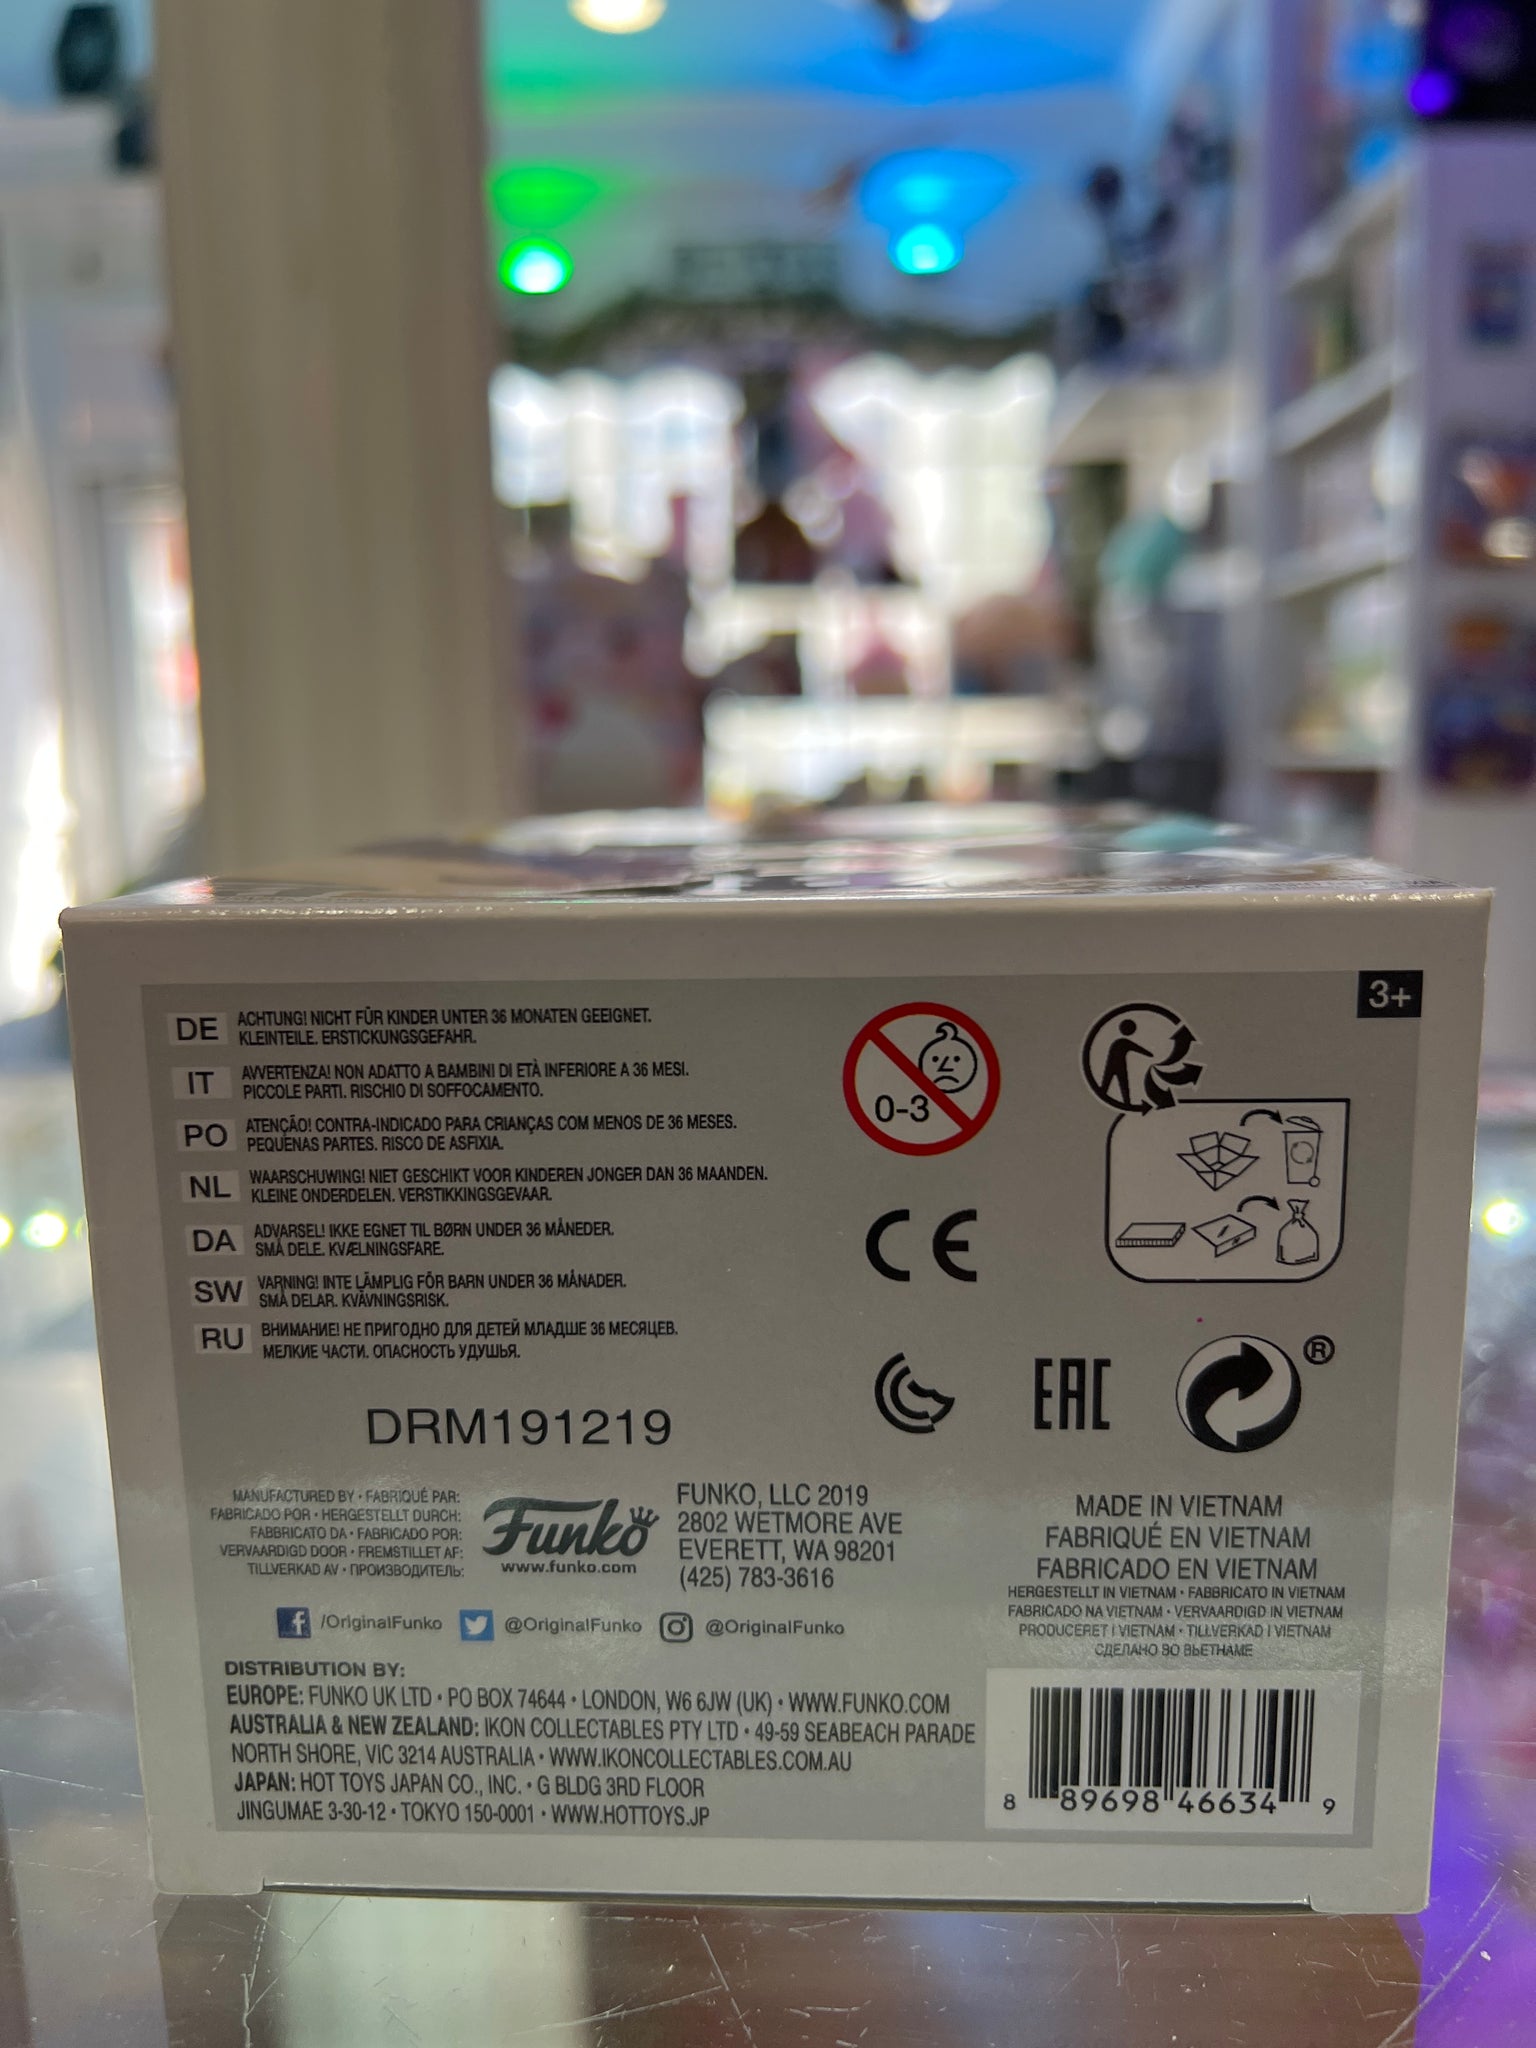 3+
DE
ACHTUNG! NICHT FÜR KINDER UNTER 36 MONATEN GEEIGNET.
KLEINTEILE. ERSTICKUNGSGEFAHR.
IT
AVVERTENZA! NON ADATTO A BAMBINI DI ETÀ INFERIORE A 36 MESI.
PICCOLE PARTI. RISCHIO DI SOFFOCAMENTO.
PO
ATENÇÃO! CONTRA-INDICADO PARA CRIANÇAS COM MENOS DE 36 MESES.
PEQUENAS PARTES. RISCO DE ASFIXIA.
NL
WAARSCHUWING! NIET GESCHIKT VOOR KINDEREN JONGER DAN 36 MAANDEN.
KLEINE ONDERDELEN. VERSTIKKINGSGEVAAR.
DA
ADVARSEL! IKKE EGNET TIL BØRN UNDER 36 MÅNEDER.
SMÅ DELE. KVÆLNINGSFARE.
SW
VARNING! INTE LÄMPLIG FÖR BARN UNDER 36 MÅNADER.
SMÅ DELAR. KVÄVNINGSRISK.
RU
ВНИМАНИЕ! НЕ ПРИГОДНО ДЛЯ ДЕТЕЙ МЛАДШЕ 36 МЕСЯЦЕВ.
МЕЛКИЕ ЧАСТИ. ОПАСНОСТЬ УДУШЬЯ.
0-3
CE
EAC
®
DRM191219
MANUFACTURED BY • FABRIQUÉ PAR:
FABRICADO POR • HERGESTELLT DURCH:
FABBRICATO DA • FABRICADO POR:
VERVAARDIGD DOOR • FREMSTILLET AF:
TILLVERKAD AV • ПРОИЗВОДИТЕЛЬ:
Funko
www.funko.com
FUNKO, LLC 2019
2802 WETMORE AVE
EVERETT, WA 98201
(425) 783-3616
MADE IN VIETNAM
FABRIQUÉ EN VIETNAM
FABRICADO EN VIETNAM
HERGESTELLT IN VIETNAM • FABBRICATO IN VIETNAM
FABRICADO NA VIETNAM • VERVAARDIGD IN VIETNAM
PRODUCERET I VIETNAM • TILLVERKAD I VIETNAM
СДЕЛАНО ВО ВЬЕТНАМЕ
/OriginalFunko @OriginalFunko @OriginalFunko
DISTRIBUTION BY:
EUROPE: FUNKO UK LTD • PO BOX 74644 • LONDON, W6 6JW (UK) • WWW.FUNKO.COM
AUSTRALIA & NEW ZEALAND: IKON COLLECTABLES PTY LTD • 49-59 SEABEACH PARADE
NORTH SHORE, VIC 3214 AUSTRALIA • WWW.IKONCOLLECTABLES.COM.AU
JAPAN: HOT TOYS JAPAN CO., INC. • G BLDG 3RD FLOOR
JINGUMAE 3-30-12 • TOKYO 150-0001 • WWW.HOTTOYS.JP
8 89698 46634 9